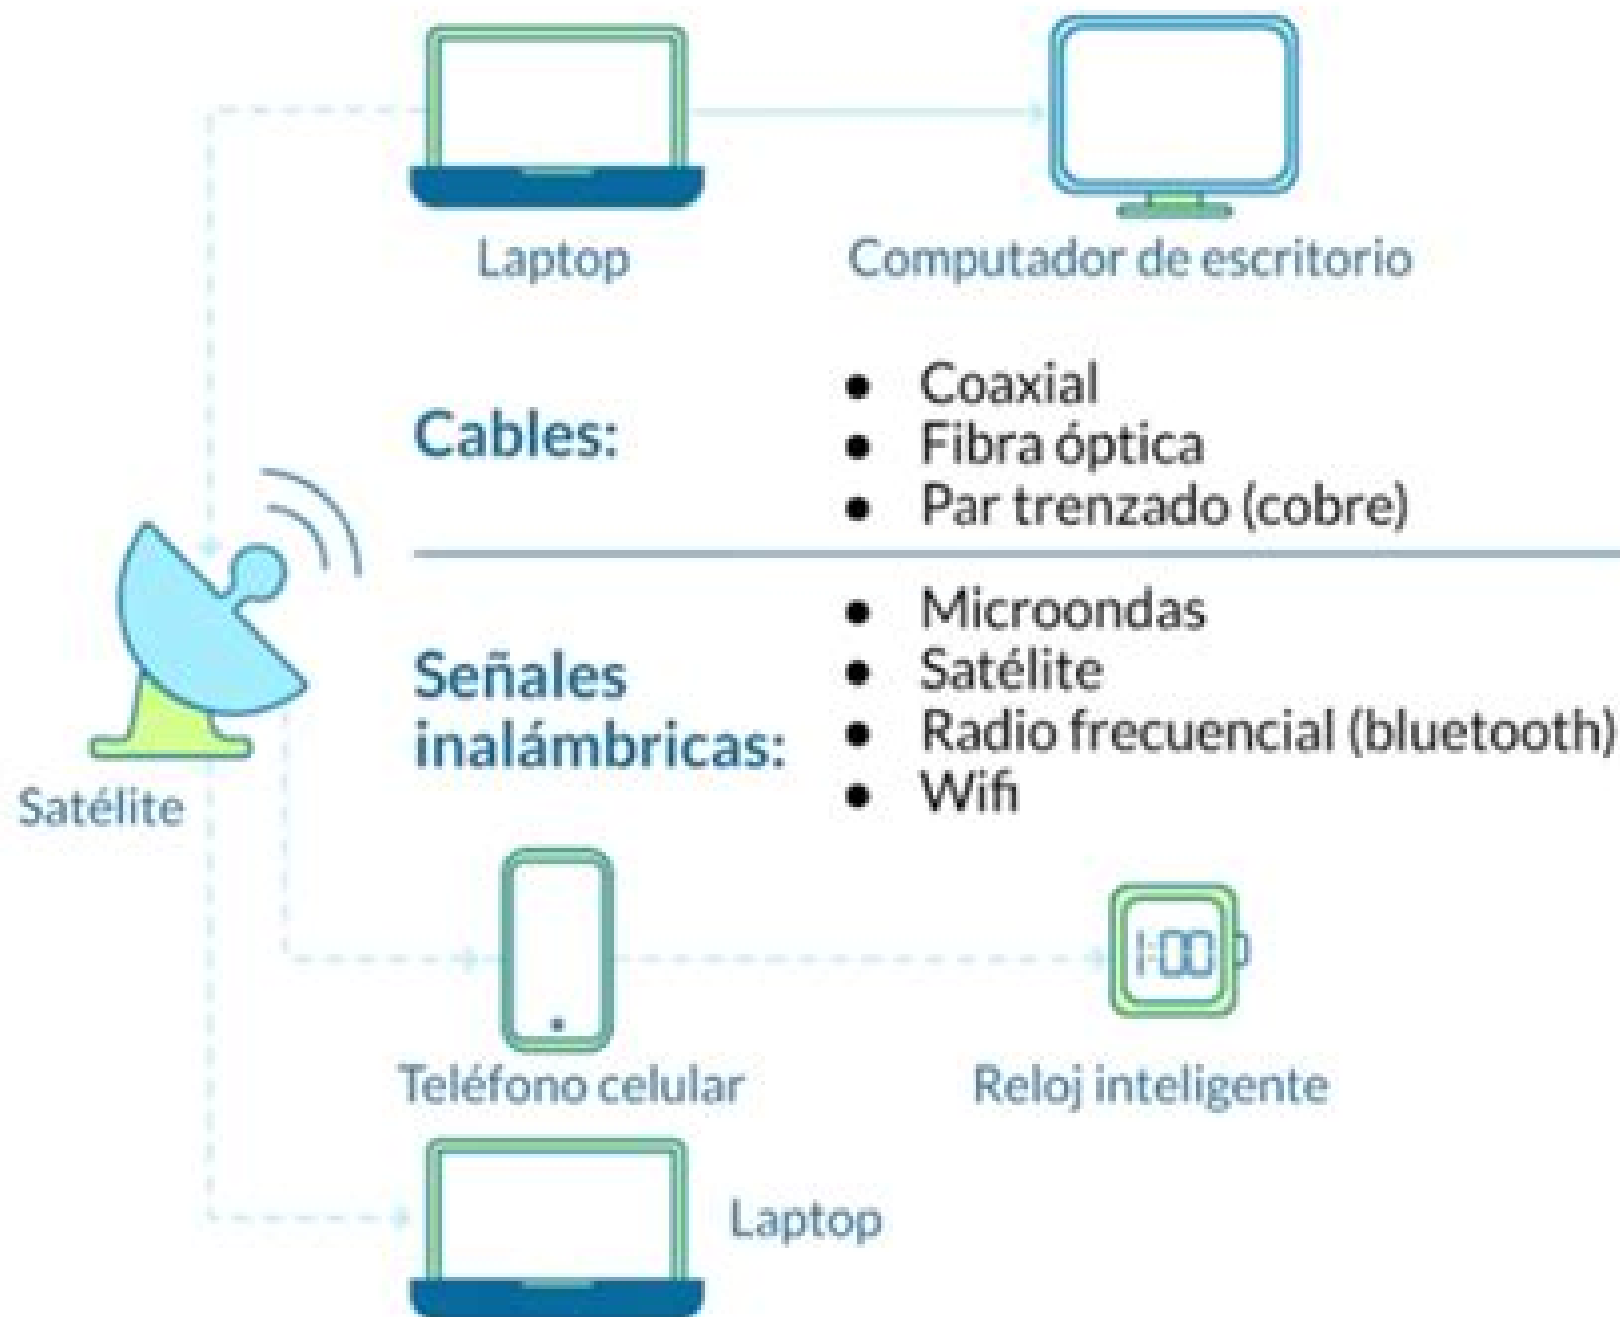 Laptop
Computador de escritorio
Cables:
• Coaxial
• Fibra óptica
• Par trenzado (cobre)
Señales
inalámbricas:
• Microondas
• Satélite
• Radio frecuencial (bluetooth)
• Wifi
Satélite
1:00
Teléfono celular
Reloj inteligente
Laptop